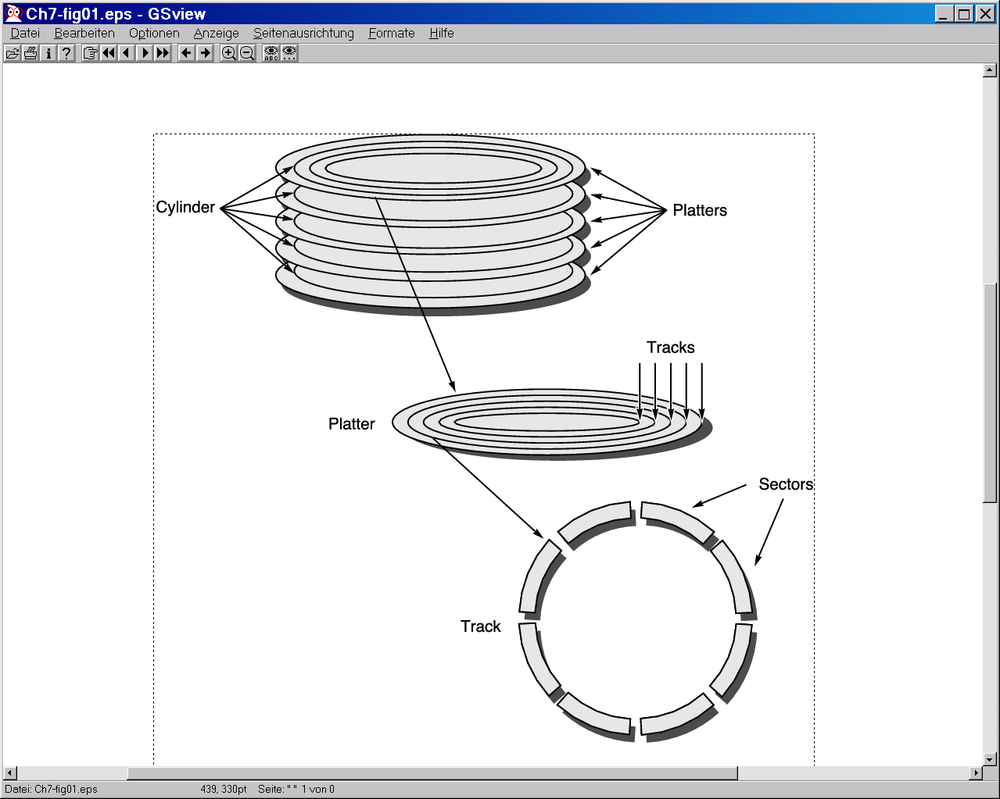 Ch7-fig01.eps - GSview
Datei Bearbeiten Optionen Anzeige Seitenausrichtung Formate Hilfe
i ?
ABC
Cylinder
Platters
Tracks
Platter
Sectors
Track
Datei: Ch7-fig01.eps 439, 330pt Seite: " " 1 von 0